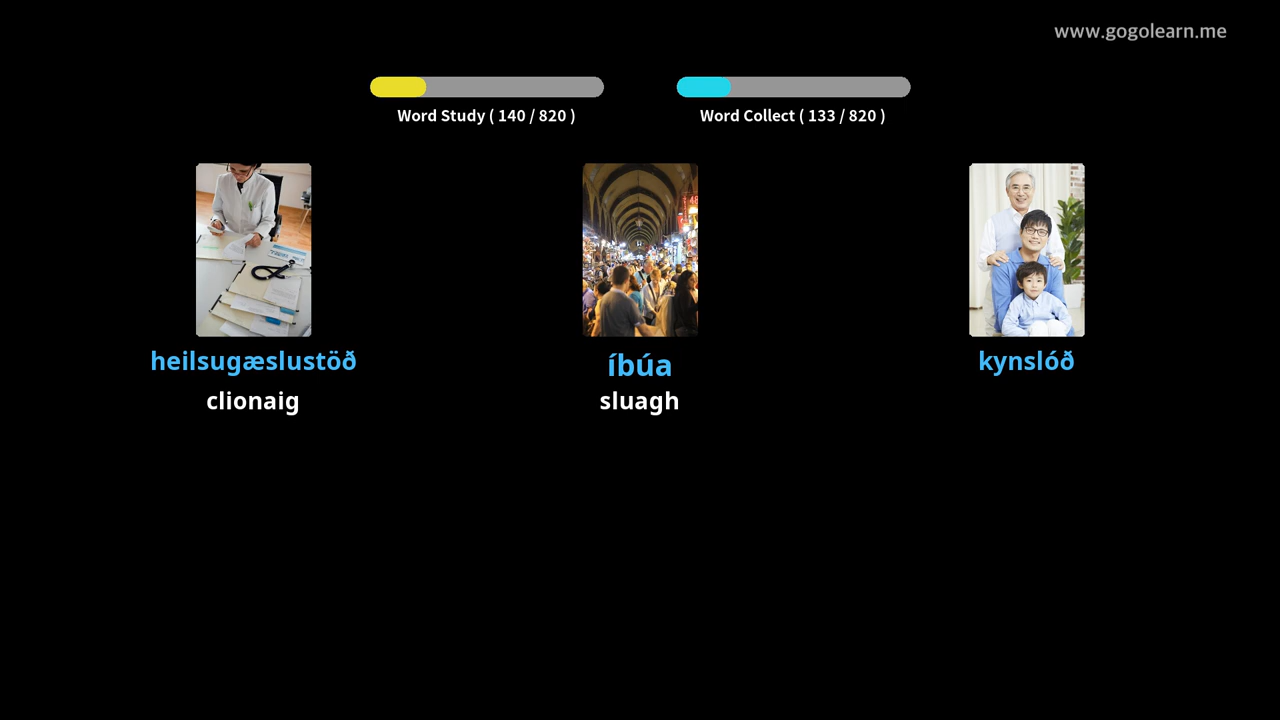 www.gogolearn.me
Word Study ( 140 / 820 )
Word Collect ( 133 / 820 )
heilsugæslustöð
clionaig
íbúa
sluagh
kynslóð